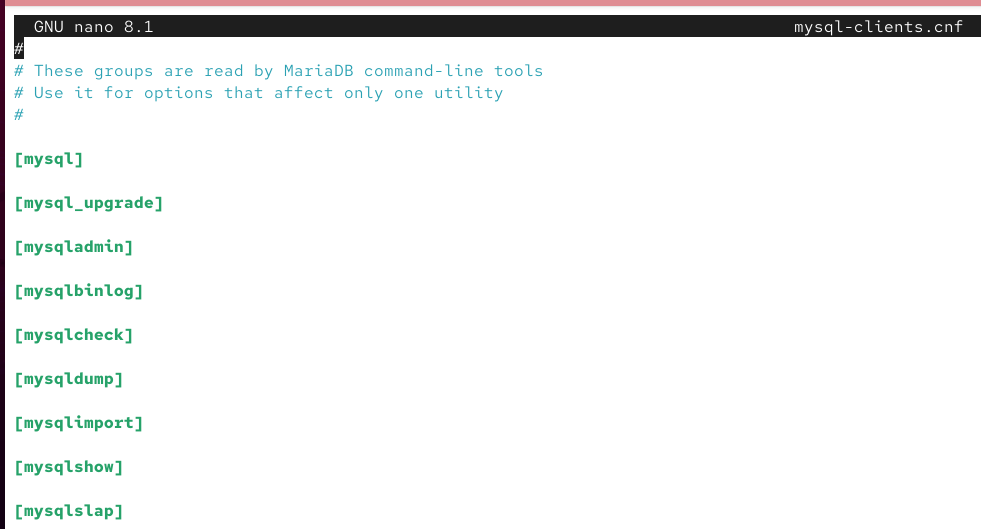 GNU nano 8.1 mysql-clients.cnf
#
# These groups are read by MariaDB command-line tools
# Use it for options that affect only one utility
#
[mysql]
[mysql_upgrade]
[mysqladmin]
[mysqlbinlog]
[mysqlcheck]
[mysqldump]
[mysqlimport]
[mysqlshow]
[mysqlslap]